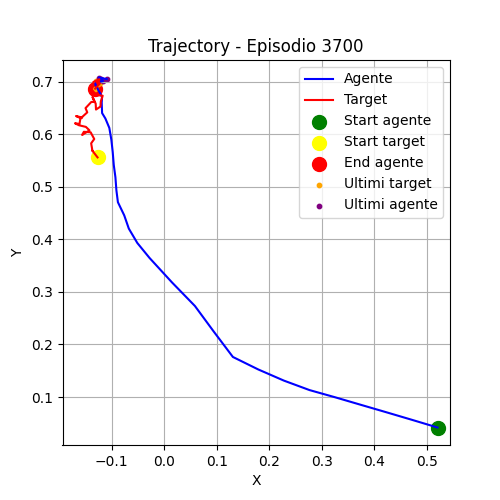 Trajectory - Episodio 3700
Agente
Target
Start agente
Start target
End agente
Ultimi target
Ultimi agente
0.7
0.6
0.5
0.4
0.3
0.2
0.1
Y
−0.1
0.0
0.1
0.2
0.3
0.4
0.5
X